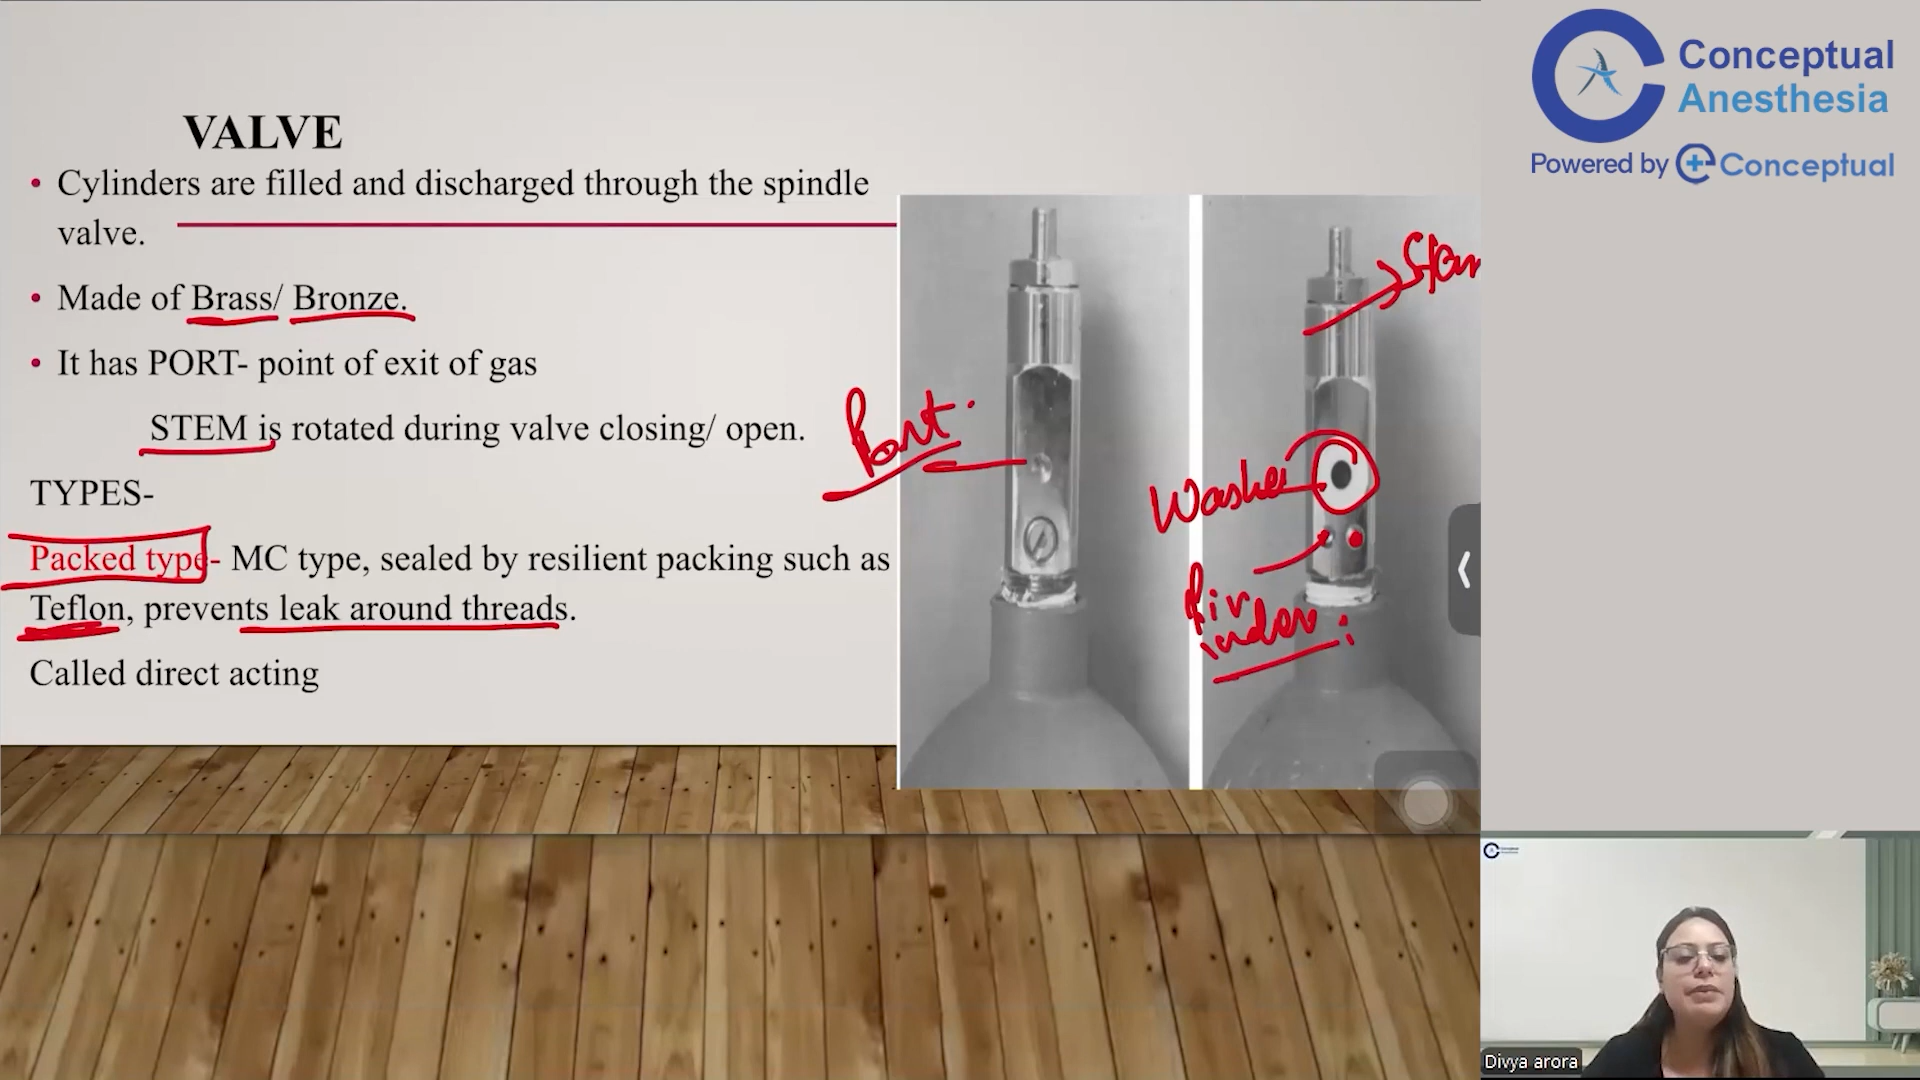 VALVE
• Cylinders are filled and discharged through the spindle
valve.
• Made of Brass/ Bronze.
• It has PORT- point of exit of gas
STEM is rotated during valve closing/ open.
TYPES-
Packed type- MC type, sealed by resilient packing such as
Teflon, prevents leak around threads.
Called direct acting
Port.
Stem
Washer
Pin
index
Conceptual
Anesthesia
Powered by Conceptual
Divya arora